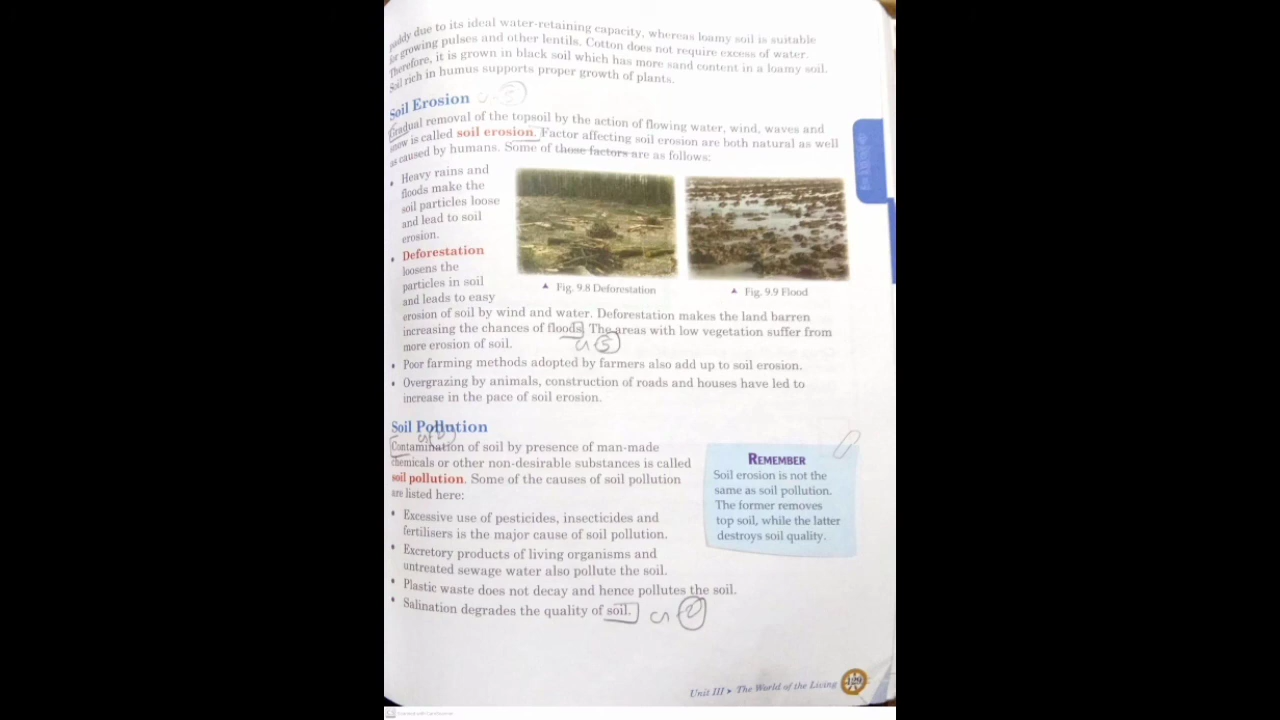 paddy due to its ideal water-retaining capacity, whereas loamy soil is suitable
for growing pulses and other lentils. Cotton does not require excess of water.
Therefore, it is grown in black soil which has more sand content in a loamy soil.
Soil rich in humus supports proper growth of plants.
Soil Erosion
Gradual removal of the topsoil by the action of flowing water, wind, waves and
snow is called soil erosion. Factor affecting soil erosion are both natural as well
as caused by humans. Some of those factors are as follows:
• Heavy rains and
floods make the
soil particles loose
and lead to soil
erosion.
• Deforestation
loosens the
particles in soil
and leads to easy
▲ Fig. 9.8 Deforestation
▲ Fig. 9.9 Flood
erosion of soil by wind and water. Deforestation makes the land barren
increasing the chances of floods. The areas with low vegetation suffer from
more erosion of soil.
• Poor farming methods adopted by farmers also add up to soil erosion.
• Overgrazing by animals, construction of roads and houses have led to
increase in the pace of soil erosion.
Soil Pollution
Contamination of soil by presence of man-made
chemicals or other non-desirable substances is called
soil pollution. Some of the causes of soil pollution
are listed here:
• Excessive use of pesticides, insecticides and
fertilisers is the major cause of soil pollution.
• Excretory products of living organisms and
untreated sewage water also pollute the soil.
• Plastic waste does not decay and hence pollutes the soil.
• Salination degrades the quality of soil.
REMEMBER
Soil erosion is not the
same as soil pollution.
The former removes
top soil, while the latter
destroys soil quality.
Unit III ➤ The World of the Living
129